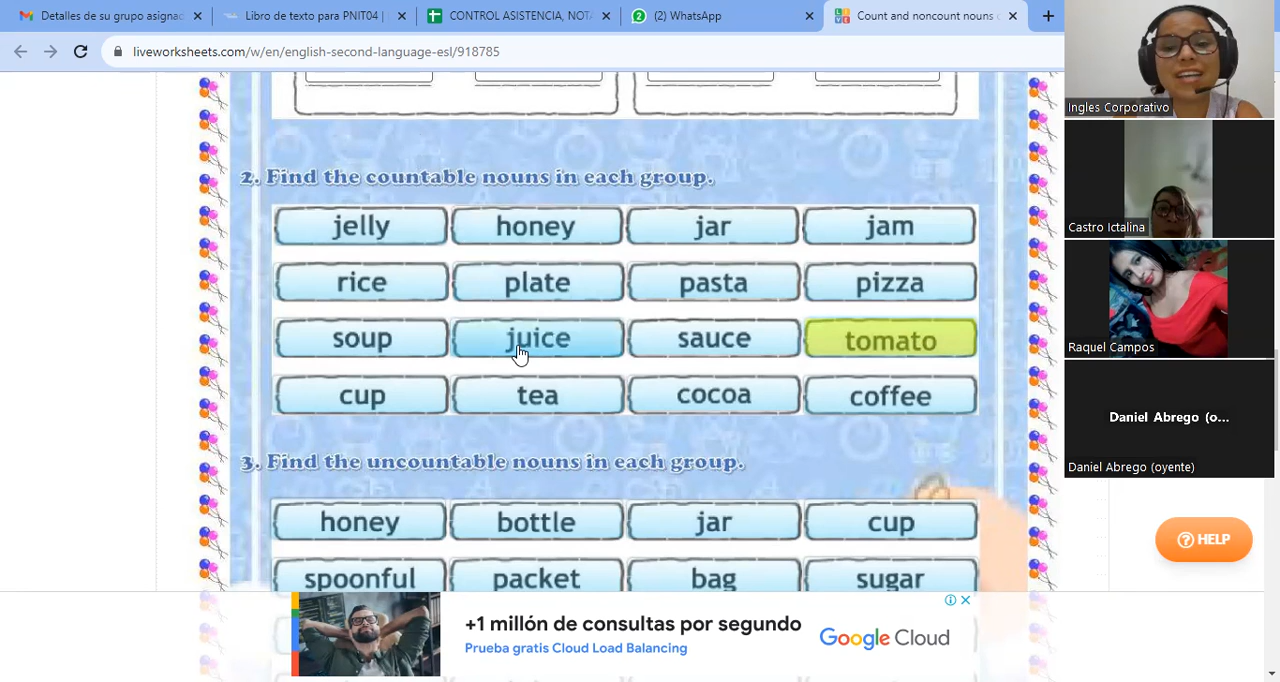 Detalles de su grupo asignad
Libro de texto para PNIT04 |
CONTROL ASISTENCIA, NOTA
(2) WhatsApp
Count and noncount nouns
liveworksheets.com/w/en/english-second-language-esl/918785
2. Find the countable nouns in each group.
jelly honey jar jam
rice plate pasta pizza
soup juice sauce tomato
cup tea cocoa coffee
3. Find the uncountable nouns in each group.
honey bottle jar cup
spoonful packet bag sugar
+1 millón de consultas por segundo
Prueba gratis Cloud Load Balancing
Google Cloud
HELP
Ingles Corporativo
Castro Ictalina
Raquel Campos
Daniel Abrego (o...
Daniel Abrego (oyente)